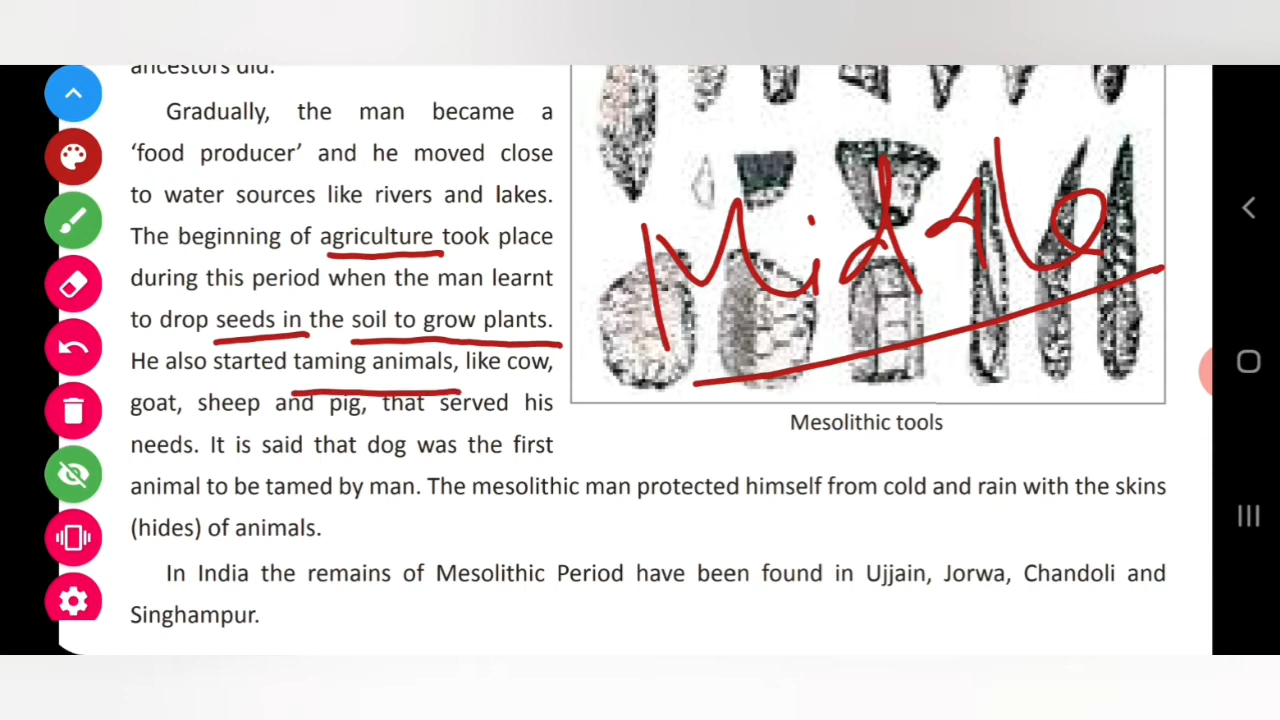 ancestors did.
Gradually, the man became a
‘food producer’ and he moved close
to water sources like rivers and lakes.
The beginning of agriculture took place
during this period when the man learnt
to drop seeds in the soil to grow plants.
He also started taming animals, like cow,
goat, sheep and pig, that served his
needs. It is said that dog was the first
animal to be tamed by man. The mesolithic man protected himself from cold and rain with the skins
(hides) of animals.
In India the remains of Mesolithic Period have been found in Ujjain, Jorwa, Chandoli and
Singhampur.
Midle
Mesolithic tools